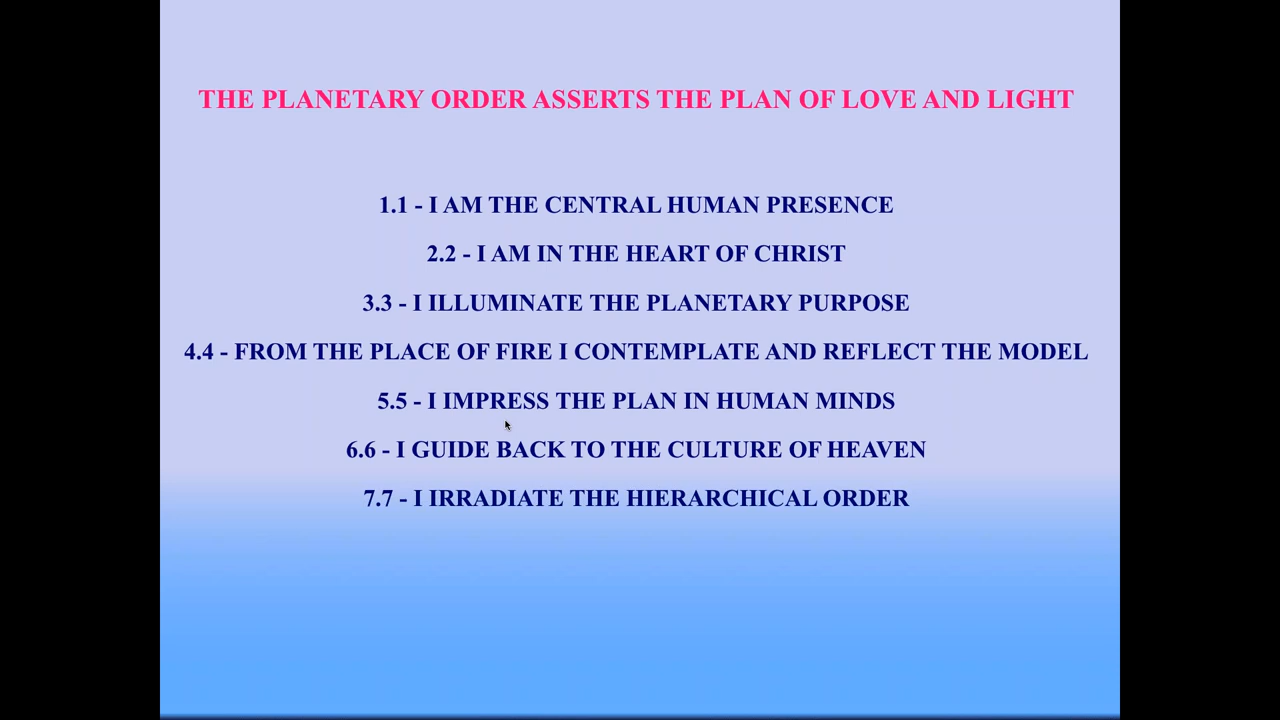 THE PLANETARY ORDER ASSERTS THE PLAN OF LOVE AND LIGHT
1.1 - I AM THE CENTRAL HUMAN PRESENCE
2.2 - I AM IN THE HEART OF CHRIST
3.3 - I ILLUMINATE THE PLANETARY PURPOSE
4.4 - FROM THE PLACE OF FIRE I CONTEMPLATE AND REFLECT THE MODEL
5.5 - I IMPRESS THE PLAN IN HUMAN MINDS
6.6 - I GUIDE BACK TO THE CULTURE OF HEAVEN
7.7 - I IRRADIATE THE HIERARCHICAL ORDER